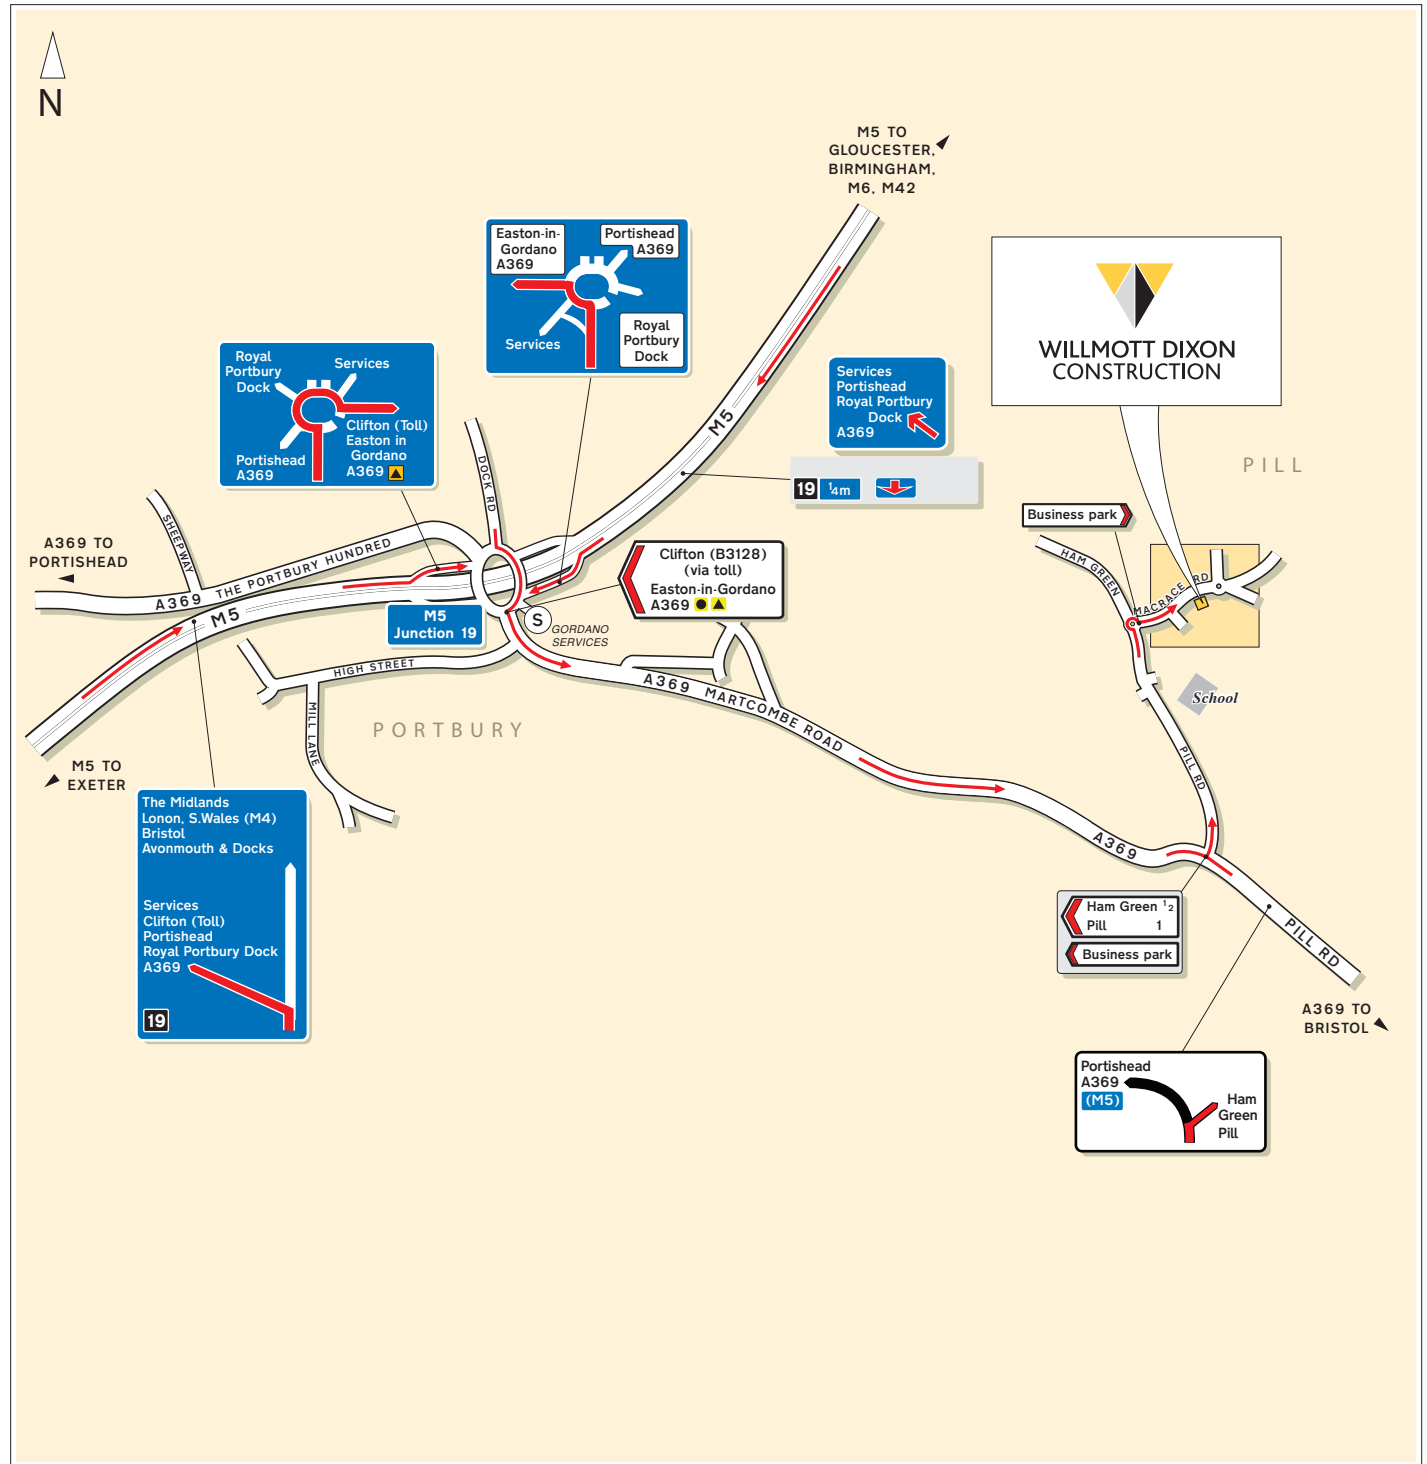 N
M5 TO
GLOUCESTER,
BIRMINGHAM,
M6, M42
Easton-in-
Gordano
A369
Portishead
A369
Services
Royal
Portbury
Dock
WILLMOTT DIXON
CONSTRUCTION
Royal
Portbury
Dock
Services
Clifton (Toll)
Easton in
Gordano
A369
Portishead
A369
Services
Portishead
Royal Portbury
Dock
A369
M5
19 ¼m
PILL
DOCK RD
Business park
SHEEPWAY
A369 TO
PORTISHEAD
A369 THE PORTBURY HUNDRED
M5
M5
Junction 19
S
GORDANO
SERVICES
Clifton (B3128)
(via toll)
Easton-in-Gordano
A369
HAM GREEN
MACRACE RD
HIGH STREET
MILL LANE
PORTBURY
A369 MARTCOMBE ROAD
School
PILL RD
M5 TO
EXETER
The Midlands
Lonon, S.Wales (M4)
Bristol
Avonmouth & Docks
Services
Clifton (Toll)
Portishead
Royal Portbury Dock
A369
19
A369
Ham Green ½
Pill 1
Business park
PILL RD
A369 TO
BRISTOL
Portishead
A369
(M5)
Ham
Green
Pill